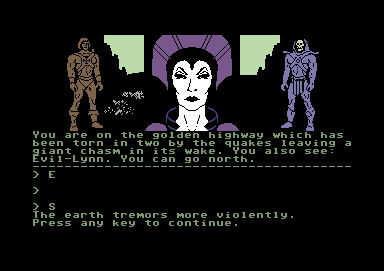 You are on the golden highway which has
been torn in two by the quakes leaving a
giant chasm in its wake. You also see:
Evil-Lynn. You can go north.
----------------------------------------
> E
>
> S
The earth tremors more violently.
Press any key to continue.